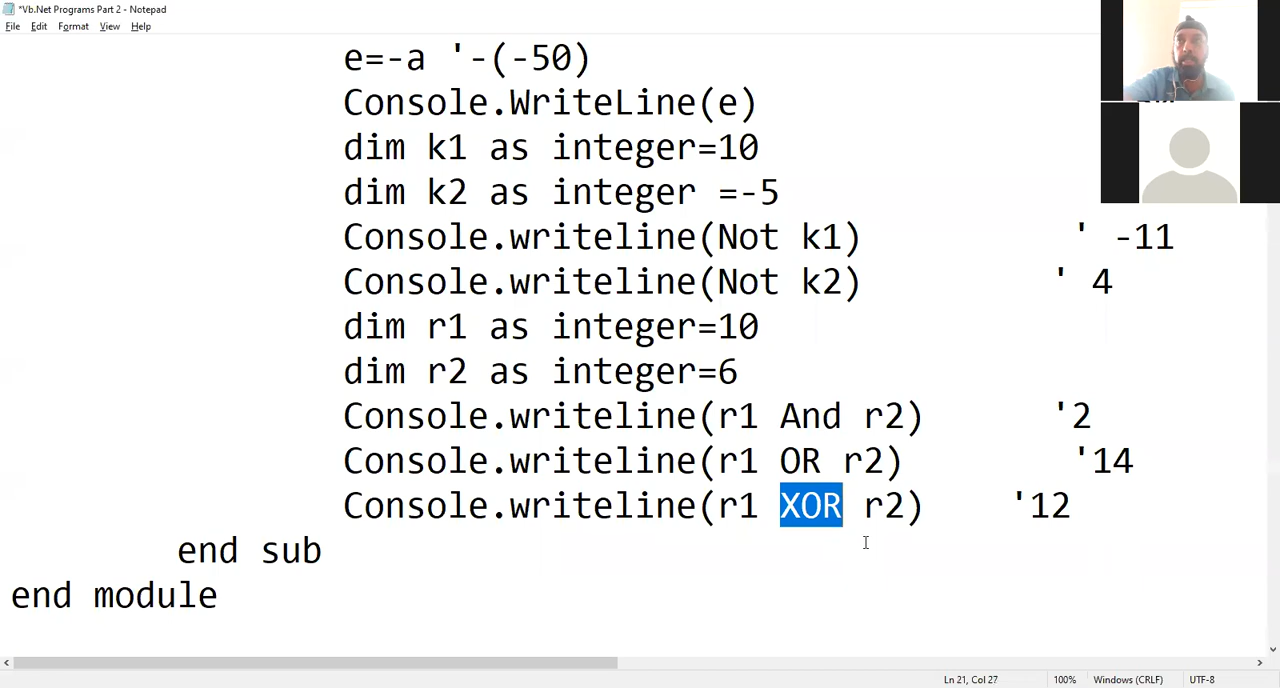 *Vb.Net Programs Part 2 - Notepad
File Edit Format View Help
e=-a '-(-50)
Console.WriteLine(e)
dim k1 as integer=10
dim k2 as integer =-5
Console.writeline(Not k1) ' -11
Console.writeline(Not k2) ' 4
dim r1 as integer=10
dim r2 as integer=6
Console.writeline(r1 And r2) '2
Console.writeline(r1 OR r2) '14
Console.writeline(r1 XOR r2) '12
end sub
end module
Ln 21, Col 27 100% Windows (CRLF) UTF-8